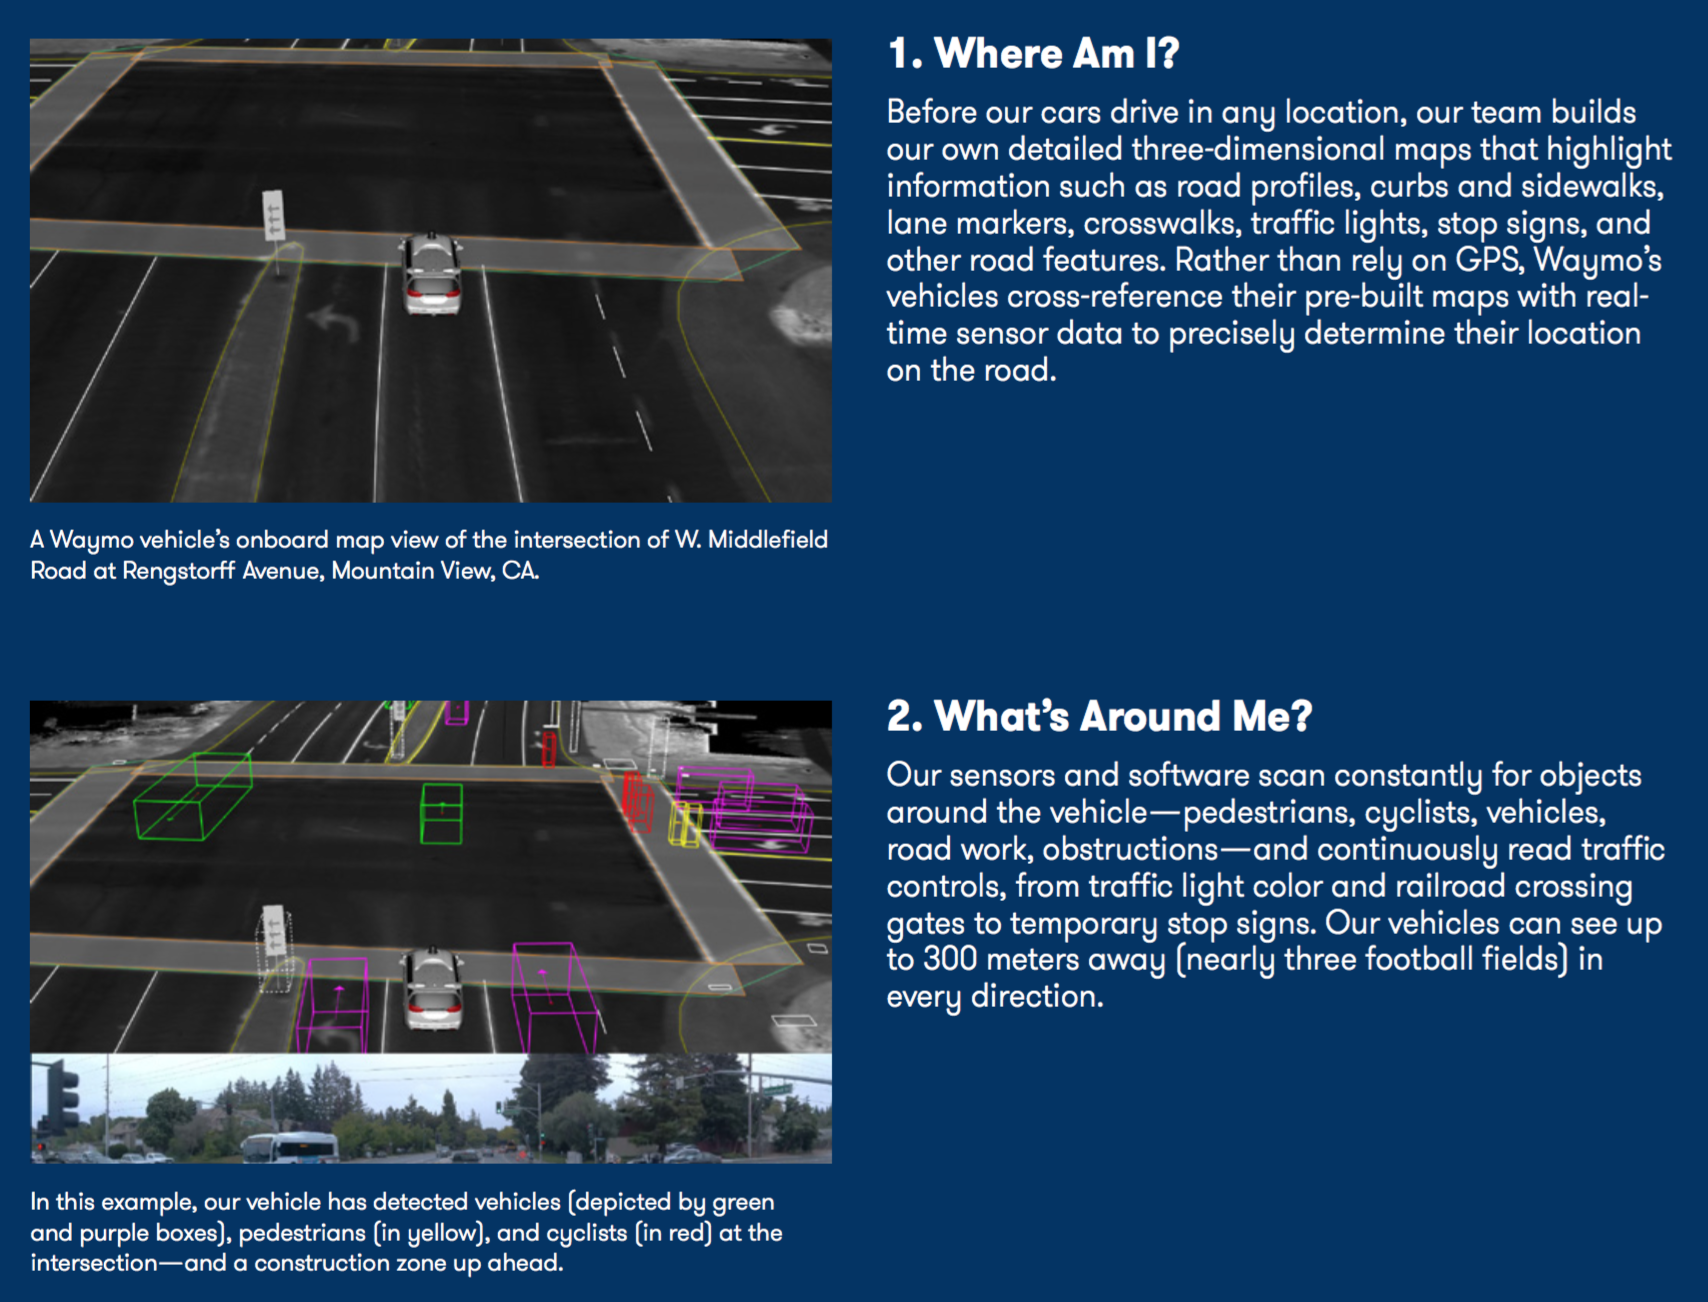 1. Where Am I?
Before our cars drive in any location, our team builds
our own detailed three-dimensional maps that highlight
information such as road profiles, curbs and sidewalks,
lane markers, crosswalks, traffic lights, stop signs, and
other road features. Rather than rely on GPS, Waymo’s
vehicles cross-reference their pre-built maps with real-
time sensor data to precisely determine their location
on the road.
A Waymo vehicle’s onboard map view of the intersection of W. Middlefield
Road at Rengstorff Avenue, Mountain View, CA.
2. What’s Around Me?
Our sensors and software scan constantly for objects
around the vehicle—pedestrians, cyclists, vehicles,
road work, obstructions—and continuously read traffic
controls, from traffic light color and railroad crossing
gates to temporary stop signs. Our vehicles can see up
to 300 meters away (nearly three football fields) in
every direction.
In this example, our vehicle has detected vehicles (depicted by green
and purple boxes), pedestrians (in yellow), and cyclists (in red) at the
intersection—and a construction zone up ahead.